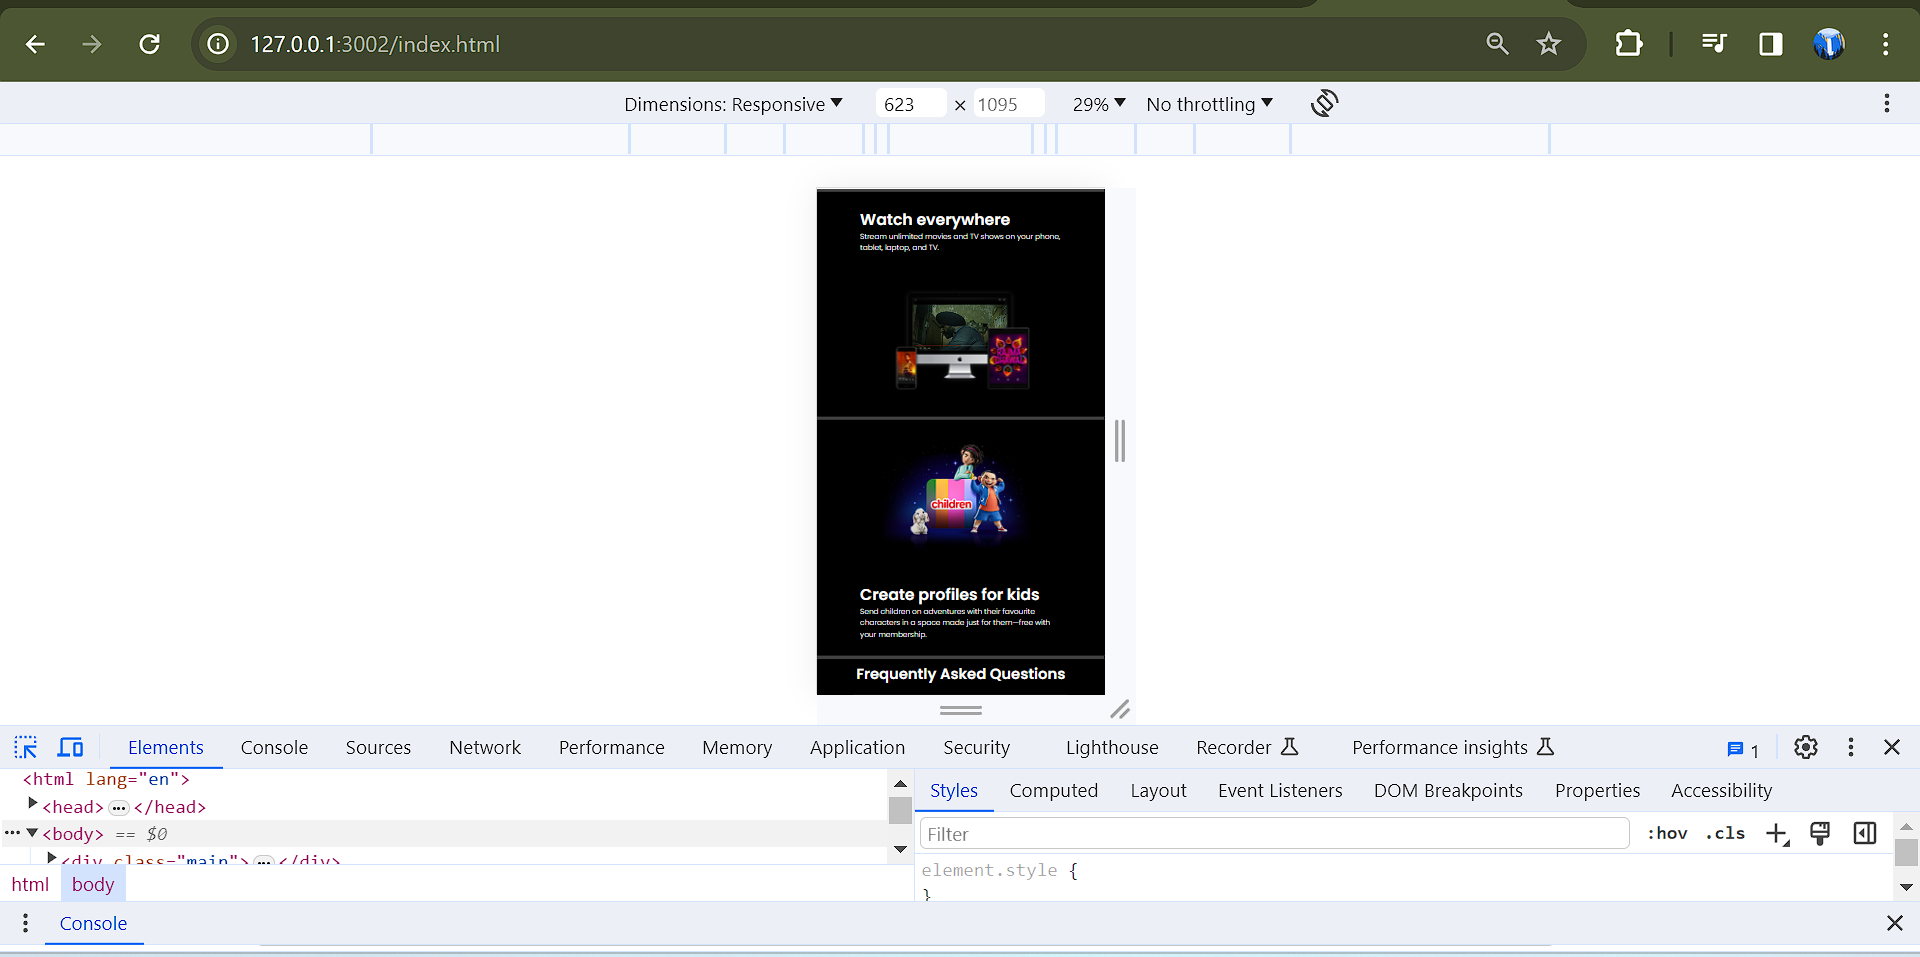 127.0.0.1:3002/index.html
Dimensions: Responsive 623 × 1095 29% No throttling
Watch everywhere
Stream unlimited movies and TV shows on your phone,
tablet, laptop, and TV.
children
Create profiles for kids
Send children on adventures with their favourite
characters in a space made just for them—free with
your membership.
Frequently Asked Questions
Elements Console Sources Network Performance Memory Application Security Lighthouse Recorder Performance insights 1
<html lang="en">
<head> ... </head>
... <body> == $0
<div class="main"> ... </div>
html body
Styles Computed Layout Event Listeners DOM Breakpoints Properties Accessibility
Filter :hov .cls
element.style {
}
Console